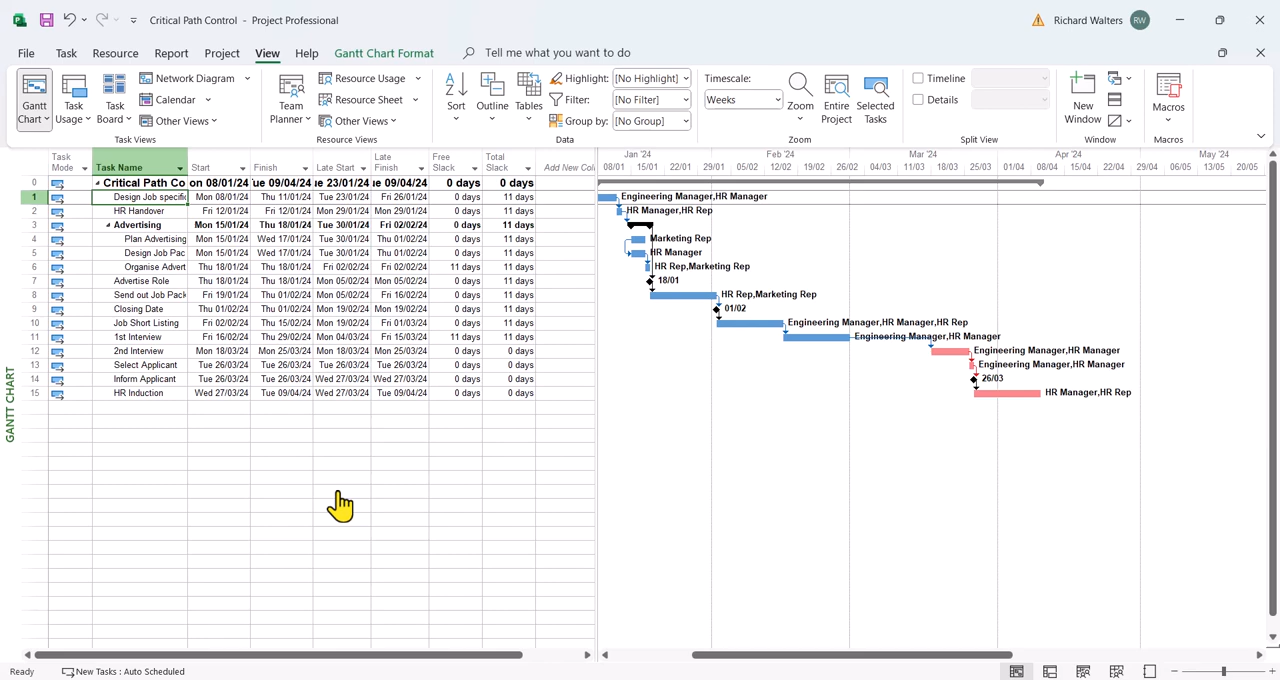 Critical Path Control - Project Professional
Richard Walters RW
File Task Resource Report Project View Help Gantt Chart Format Tell me what you want to do
Gantt Chart
Task Usage
Task Board
Network Diagram
Calendar
Other Views
Task Views
Team Planner
Resource Usage
Resource Sheet
Other Views
Resource Views
Sort
Outline
Tables
Highlight: [No Highlight]
Filter: [No Filter]
Group by: [No Group]
Data
Timescale:
Weeks
Zoom
Entire Project
Selected Tasks
Zoom
Timeline
Details
Split View
New Window
Window
Macros
Macros
Task Mode Task Name Start Finish Late Start Late Finish Free Slack Total Slack Add New Col
0 Critical Path Co on 08/01/24 ue 09/04/24 ue 23/01/24 ue 09/04/24 0 days 0 days
1 Design Job specific Mon 08/01/24 Thu 11/01/24 Tue 23/01/24 Fri 26/01/24 0 days 11 days
2 HR Handover Fri 12/01/24 Fri 12/01/24 Mon 29/01/24 Mon 29/01/24 0 days 11 days
3 Advertising Mon 15/01/24 Thu 18/01/24 Tue 30/01/24 Fri 02/02/24 0 days 11 days
4 Plan Advertising Mon 15/01/24 Wed 17/01/24 Tue 30/01/24 Thu 01/02/24 0 days 11 days
5 Design Job Pac Mon 15/01/24 Wed 17/01/24 Tue 30/01/24 Thu 01/02/24 0 days 11 days
6 Organise Advert Thu 18/01/24 Thu 18/01/24 Fri 02/02/24 Fri 02/02/24 11 days 11 days
7 Advertise Role Thu 18/01/24 Thu 18/01/24 Mon 05/02/24 Mon 05/02/24 0 days 11 days
8 Send out Job Pack Fri 19/01/24 Thu 01/02/24 Mon 05/02/24 Fri 16/02/24 0 days 11 days
9 Closing Date Thu 01/02/24 Thu 01/02/24 Mon 19/02/24 Mon 19/02/24 0 days 11 days
10 Job Short Listing Fri 02/02/24 Thu 15/02/24 Mon 19/02/24 Fri 01/03/24 0 days 11 days
11 1st Interview Fri 16/02/24 Thu 29/02/24 Mon 04/03/24 Fri 15/03/24 11 days 11 days
12 2nd Interview Mon 18/03/24 Mon 25/03/24 Mon 18/03/24 Mon 25/03/24 0 days 0 days
13 Select Applicant Tue 26/03/24 Tue 26/03/24 Tue 26/03/24 Tue 26/03/24 0 days 0 days
14 Inform Applicant Tue 26/03/24 Tue 26/03/24 Wed 27/03/24 Wed 27/03/24 0 days 0 days
15 HR Induction Wed 27/03/24 Tue 09/04/24 Wed 27/03/24 Tue 09/04/24 0 days 0 days
Jan '24 Feb '24 Mar '24 Apr '24 May '24
08/01 15/01 22/01 29/01 05/02 12/02 19/02 26/02 04/03 11/03 18/03 25/03 01/04 08/04 15/04 22/04 29/04 06/05 13/05 20/05
Engineering Manager,HR Manager
HR Manager,HR Rep
Marketing Rep
HR Manager
HR Rep,Marketing Rep
18/01
HR Rep,Marketing Rep
01/02
Engineering Manager,HR Manager,HR Rep
Engineering Manager,HR Manager
Engineering Manager,HR Manager
Engineering Manager,HR Manager
26/03
HR Manager,HR Rep
GANTT CHART
Ready New Tasks : Auto Scheduled